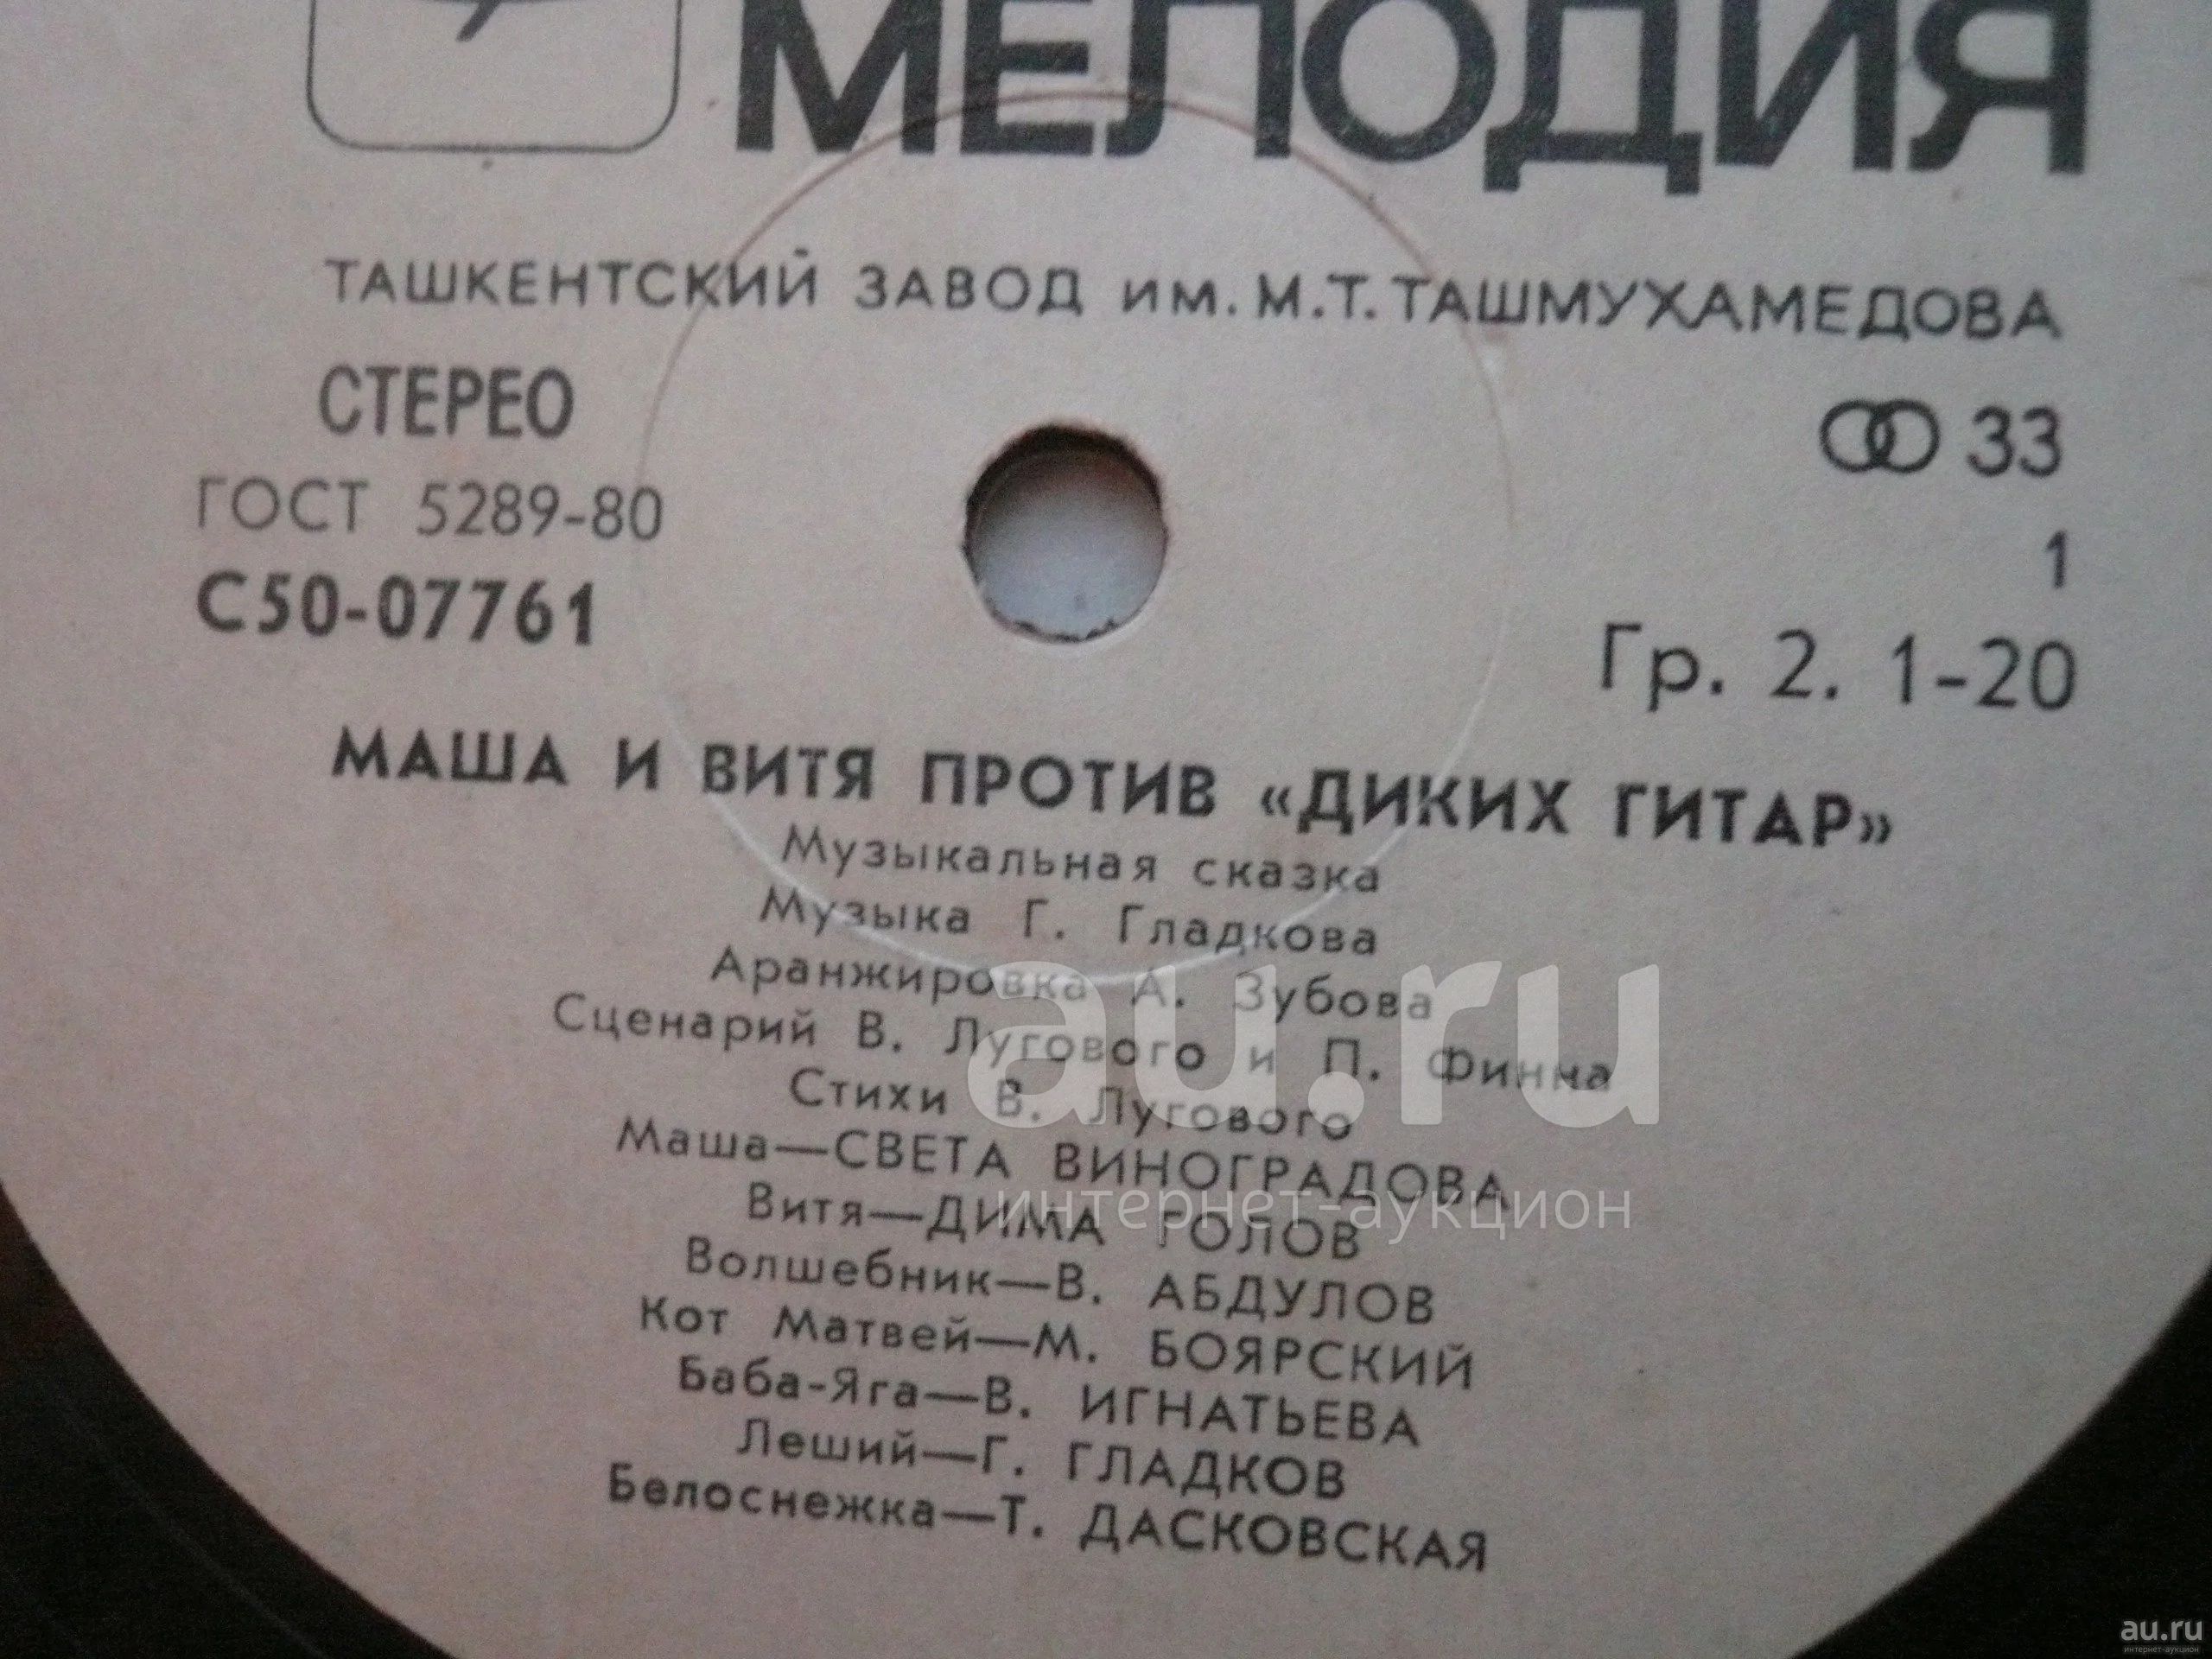 МЕЛОДИЯ
ТАШКЕНТСКИЙ ЗАВОД ИМ. М.Т. ТАШМУХАМЕДОВА
СТЕРЕО
33
ГОСТ 5289-80
1
С50-07761
Гр. 2. 1-20
МАША И ВИТЯ ПРОТИВ «ДИКИХ ГИТАР»
Музыкальная сказка
Музыка Г. Гладкова
Аранжировка А. Зубова
Сценарий В. Лугового и П. Финна
Стихи В. Лугового
Маша—СВЕТА ВИНОГРАДОВА
Витя—ДИМА ГОЛОВ
Волшебник—В. АБДУЛОВ
Кот Матвей—М. БОЯРСКИЙ
Баба-Яга—В. ИГНАТЬЕВА
Леший—Г. ГЛАДКОВ
Белоснежка—Т. ДАСКОВСКАЯ
au.ru
интернет-аукцион
au.ru
интернет-аукцион